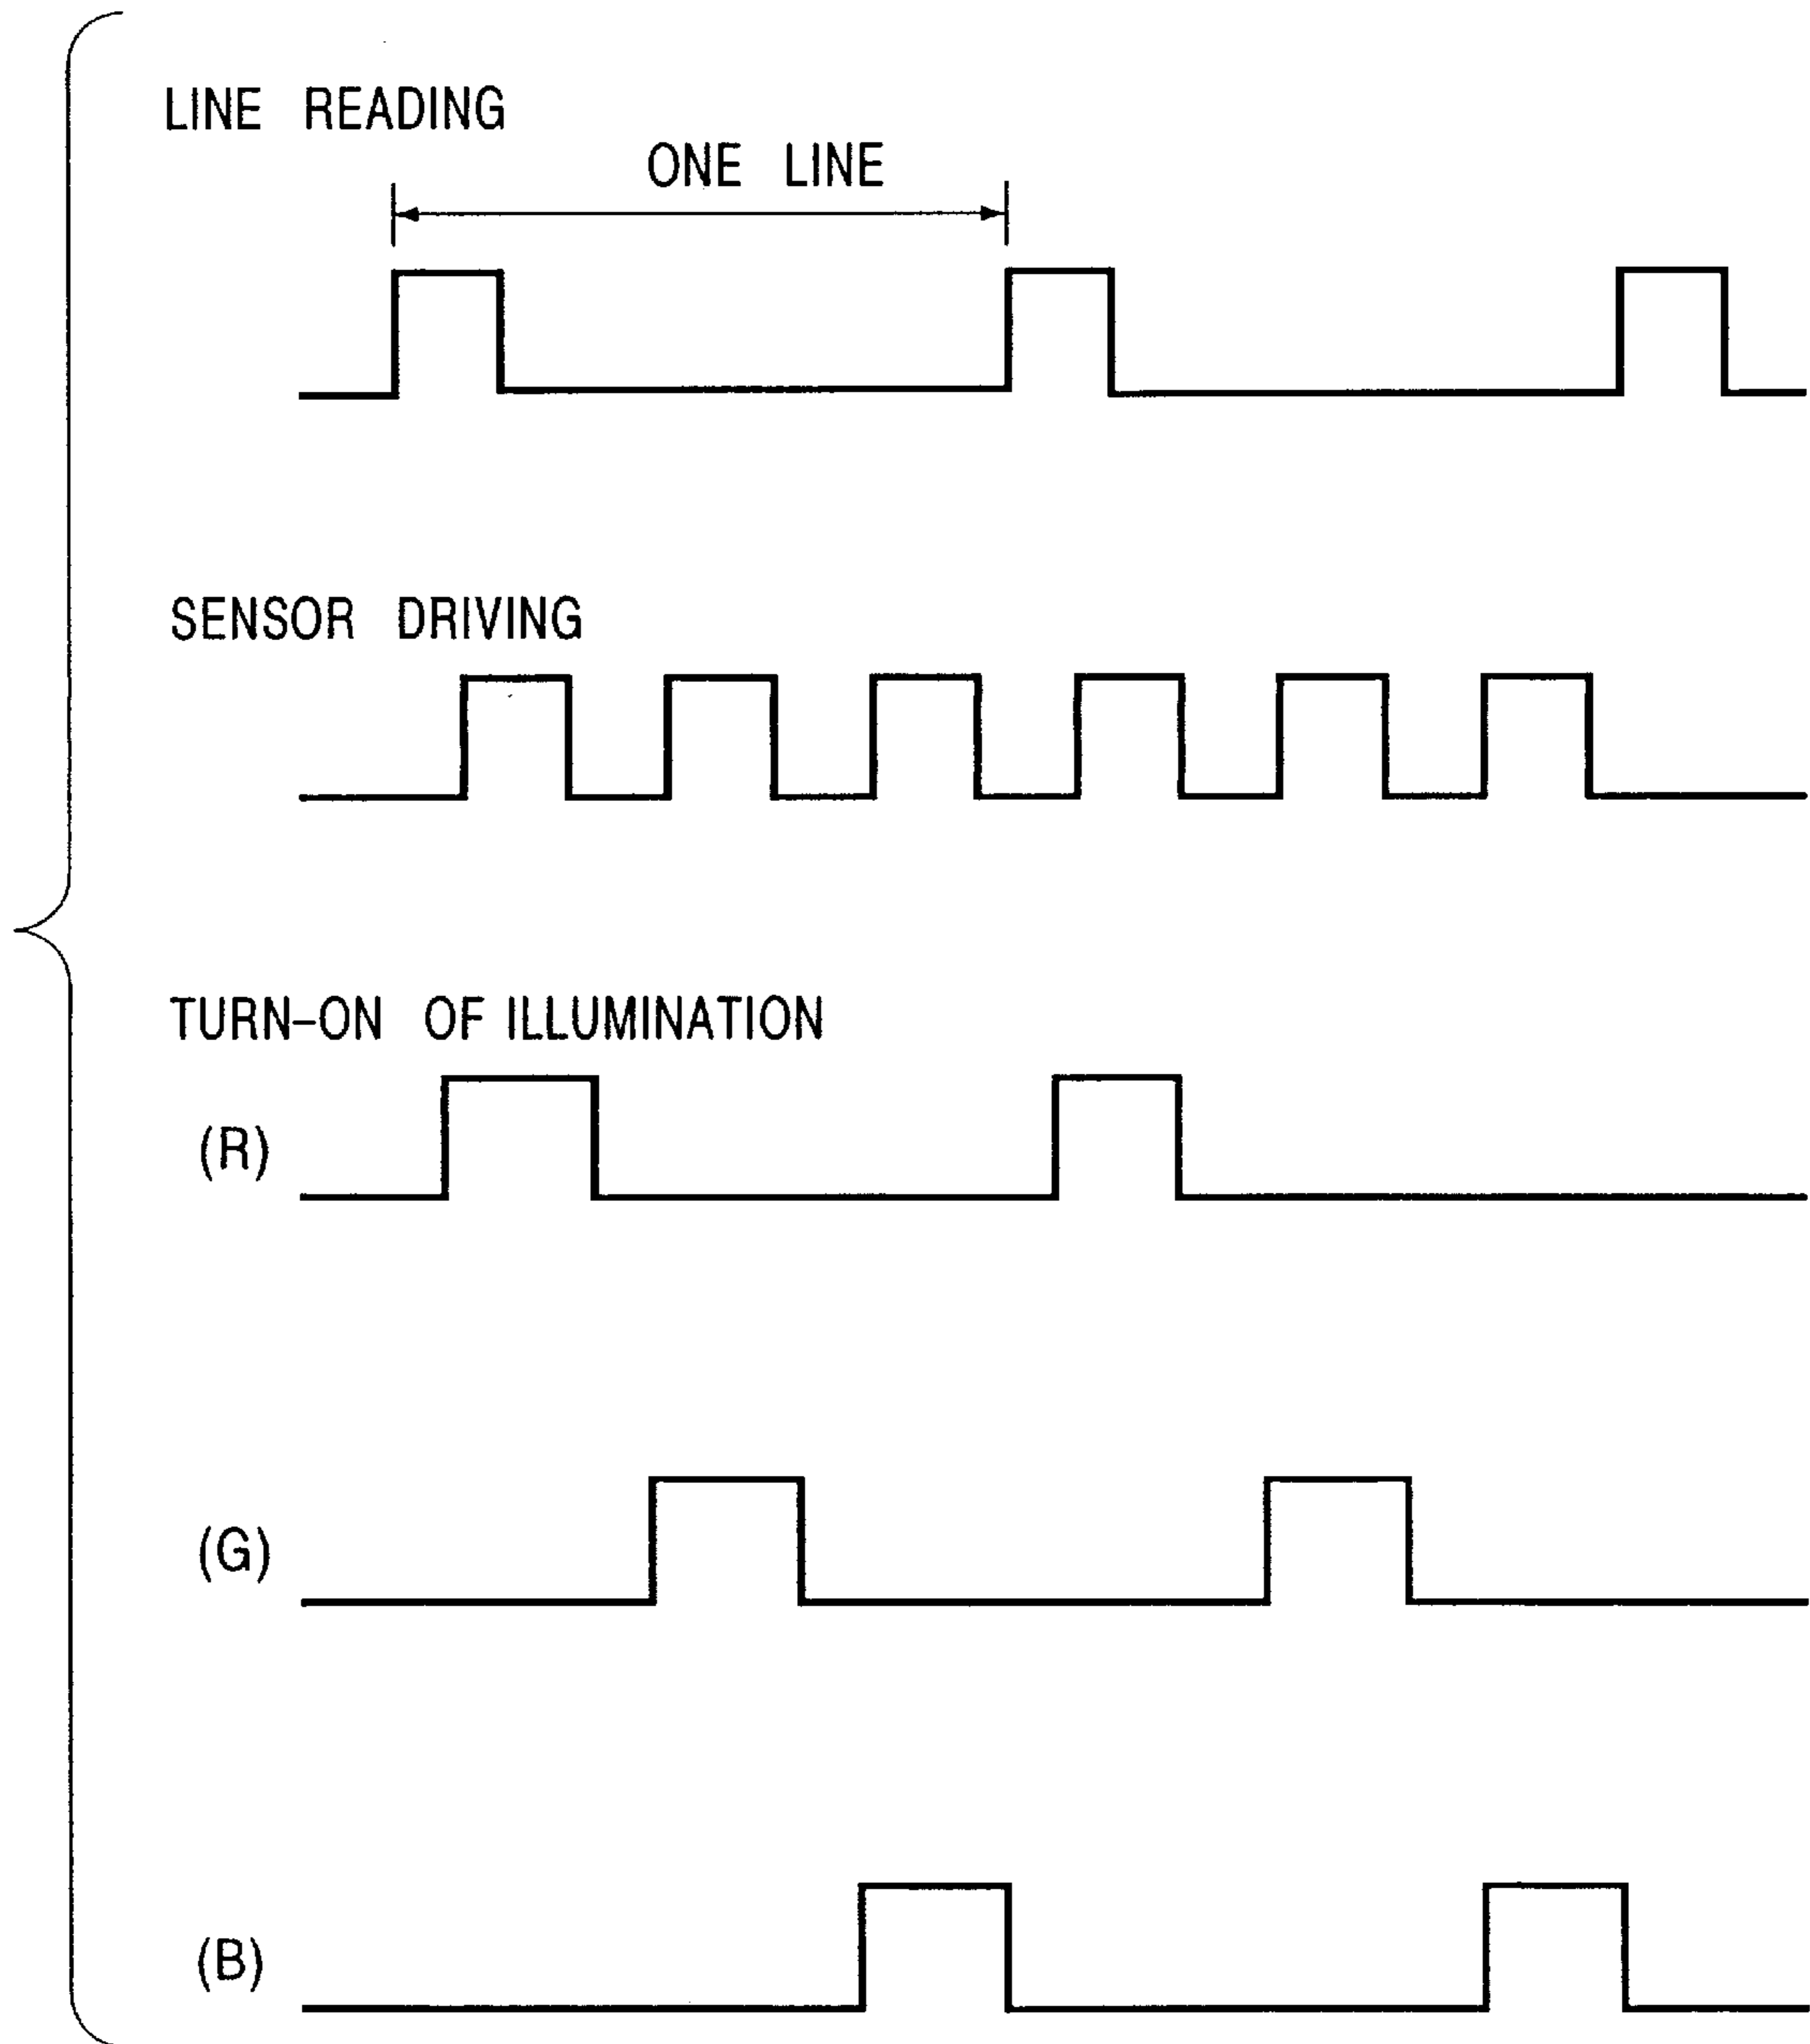 LINE READING
ONE LINE
SENSOR DRIVING
TURN-ON OF ILLUMINATION
(R)
(G)
(B)